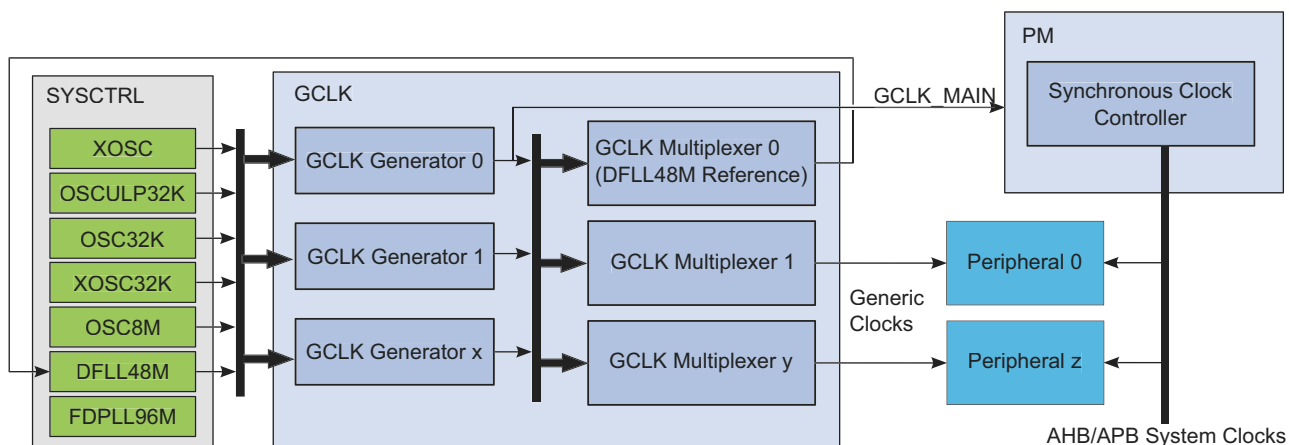 PM
SYSCTRL
GCLK
GCLK_MAIN
Synchronous Clock
Controller
XOSC
OSCULP32K
OSC32K
XOSC32K
OSC8M
DFLL48M
FDPLL96M
GCLK Generator 0
GCLK Generator 1
GCLK Generator x
GCLK Multiplexer 0
(DFLL48M Reference)
GCLK Multiplexer 1
GCLK Multiplexer y
Generic
Clocks
Peripheral 0
Peripheral z
AHB/APB System Clocks